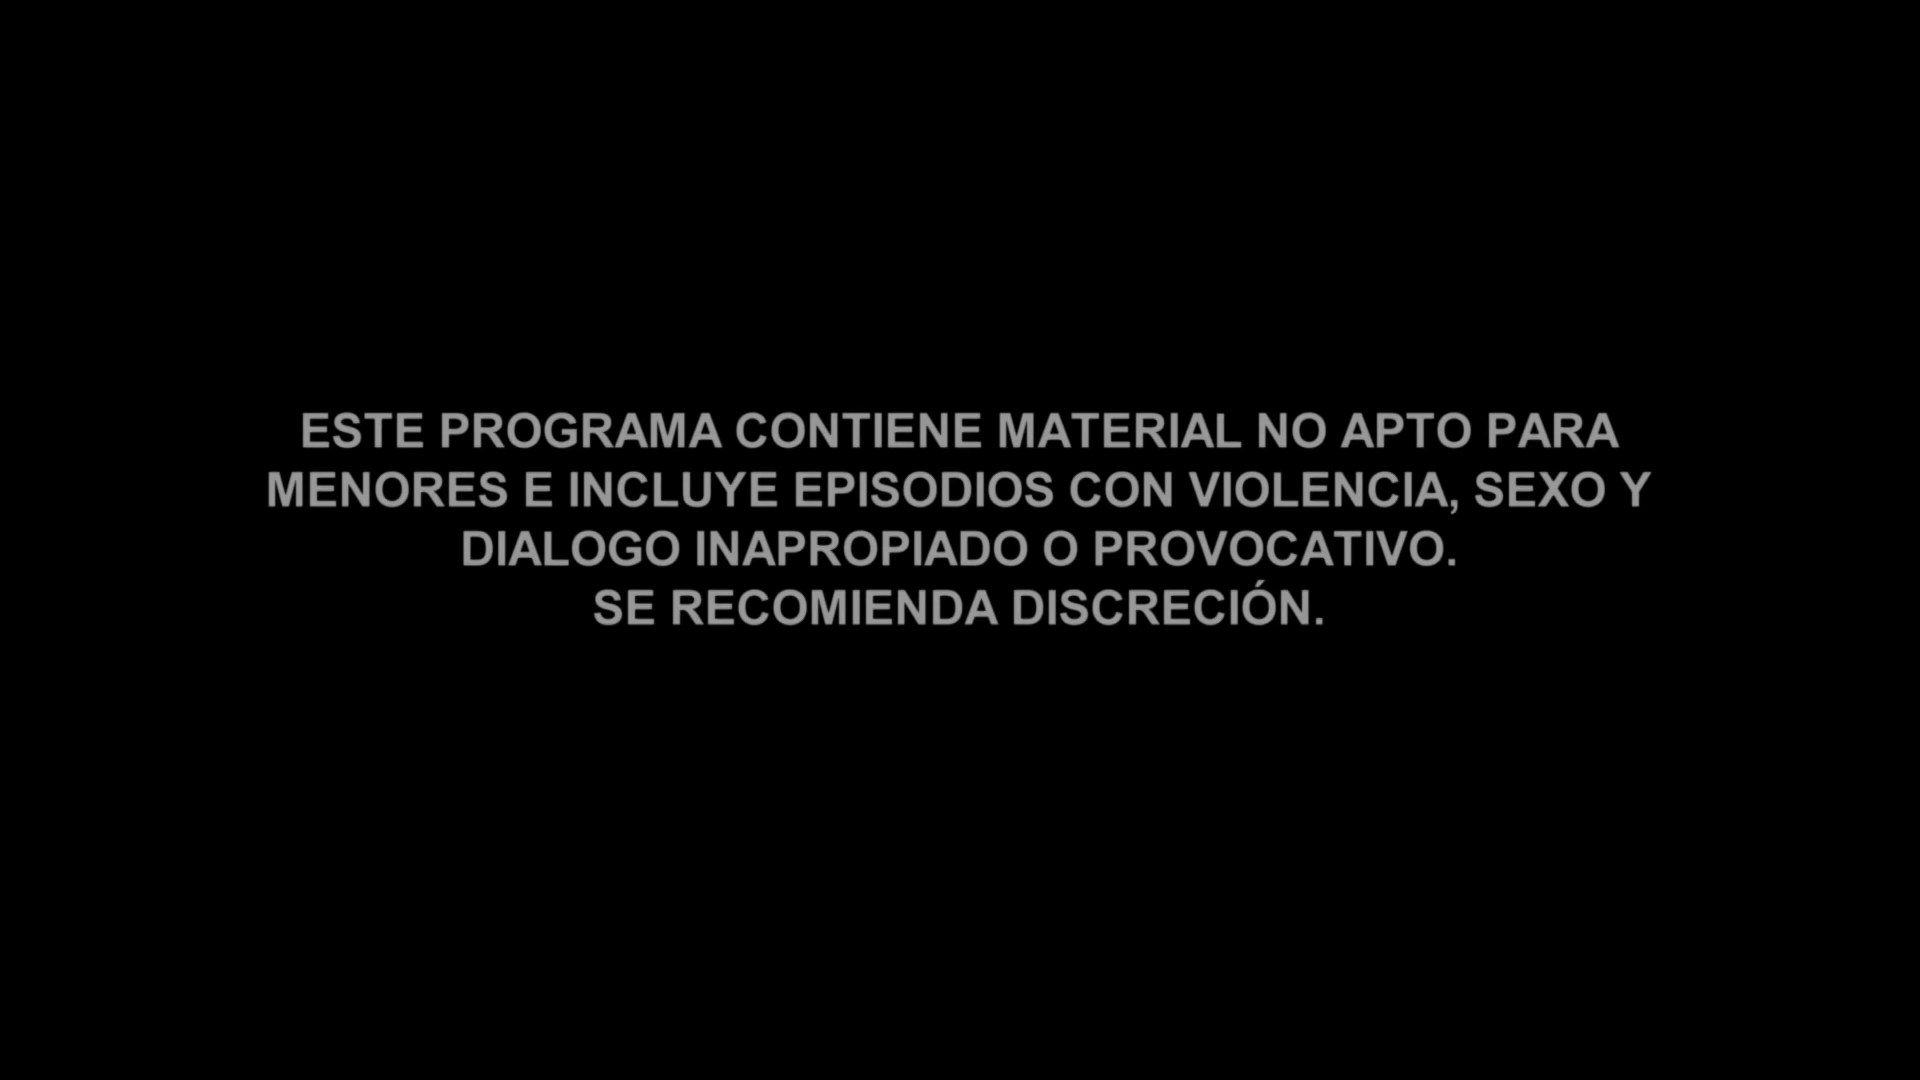 ESTE PROGRAMA CONTIENE MATERIAL NO APTO PARA
MENORES E INCLUYE EPISODIOS CON VIOLENCIA, SEXO Y
DIALOGO INAPROPIADO O PROVOCATIVO.
SE RECOMIENDA DISCRECIÓN.